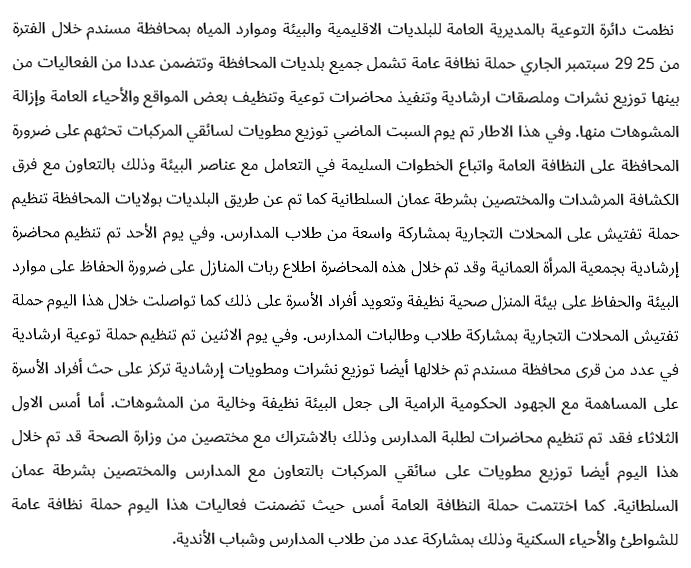 نظمت دائرة التوعية بالمديرية العامة للبلديات الاقليمية والبيئة وموارد المياه بمحافظة مسندم خلال الفترة
من 25 29 سبتمبر الجاري حملة نظافة عامة تشمل جميع بلديات المحافظة وتتضمن عددا من الفعاليات من
بينها توزيع نشرات وملصقات ارشادية وتنفيذ محاضرات توعية وتنظيف بعض المواقع والأحياء العامة وإزالة
المشوهات منها. وفي هذا الاطار تم يوم السبت الماضي توزيع مطويات لسائقي المركبات تحثهم على ضرورة
المحافظة على النظافة العامة واتباع الخطوات السليمة في التعامل مع عناصر البيئة وذلك بالتعاون مع فرق
الكشافة المرشدات والمختصين بشرطة عمان السلطانية كما تم عن طريق البلديات بولايات المحافظة تنظيم
حملة تفتيش على المحلات التجارية بمشاركة واسعة من طلاب المدارس. وفي يوم الأحد تم تنظيم محاضرة
إرشادية بجمعية المرأة العمانية وقد تم خلال هذه المحاضرة اطلاع ربات المنازل على ضرورة الحفاظ على موارد
البيئة والحفاظ على بيئة المنزل صحية نظيفة وتعويد أفراد الأسرة على ذلك كما تواصلت خلال هذا اليوم حملة
تفتيش المحلات التجارية بمشاركة طلاب وطالبات المدارس. وفي يوم الاثنين تم تنظيم حملة توعية ارشادية
في عدد من قرى محافظة مسندم تم خلالها أيضا توزيع نشرات ومطويات إرشادية تركز على حث أفراد الأسرة
على المساهمة مع الجهود الحكومية الرامية الى جعل البيئة نظيفة وخالية من المشوهات. أما أمس الاول
الثلاثاء فقد تم تنظيم محاضرات لطلبة المدارس وذلك بالاشتراك مع مختصين من وزارة الصحة قد تم خلال
هذا اليوم أيضا توزيع مطويات على سائقي المركبات بالتعاون مع المدارس والمختصين بشرطة عمان
السلطانية. كما اختتمت حملة النظافة العامة أمس حيث تضمنت فعاليات هذا اليوم حملة نظافة عامة
للشواطئ والأحياء السكنية وذلك بمشاركة عدد من طلاب المدارس وشباب الأندية.